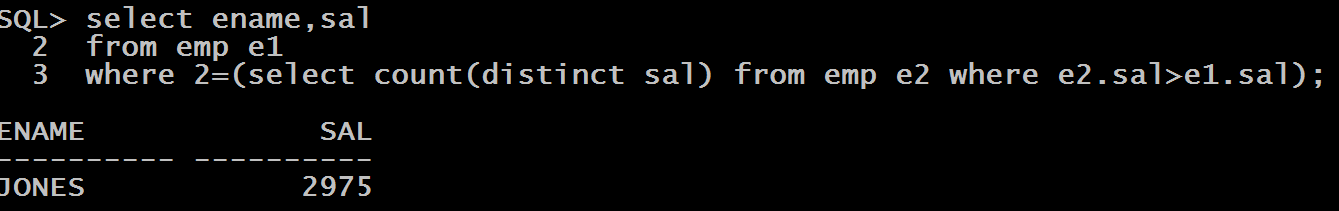 SQL> select ename,sal
  2  from emp e1
  3  where 2=(select count(distinct sal) from emp e2 where e2.sal>e1.sal);
ENAME             SAL
---------- ----------
JONES            2975